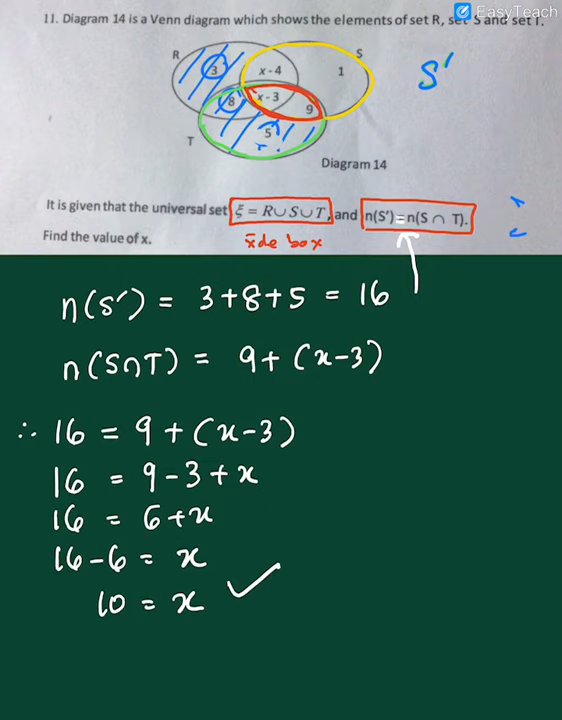 EasyTeach
11. Diagram 14 is a Venn diagram which shows the elements of set R, set S and set T.
R
S
S'
3
x-4
1
8
x-3
9
5
T
Diagram 14
It is given that the universal set ξ = R∪S∪T, and n(S')=n(S ∩ T).
Find the value of x.
n(S') = 3+8+5 = 16
n(S∩T) = 9+(x-3)
∴ 16 = 9+(x-3)
16 = 9-3+x
16 = 6+x
16-6 = x
10 = x